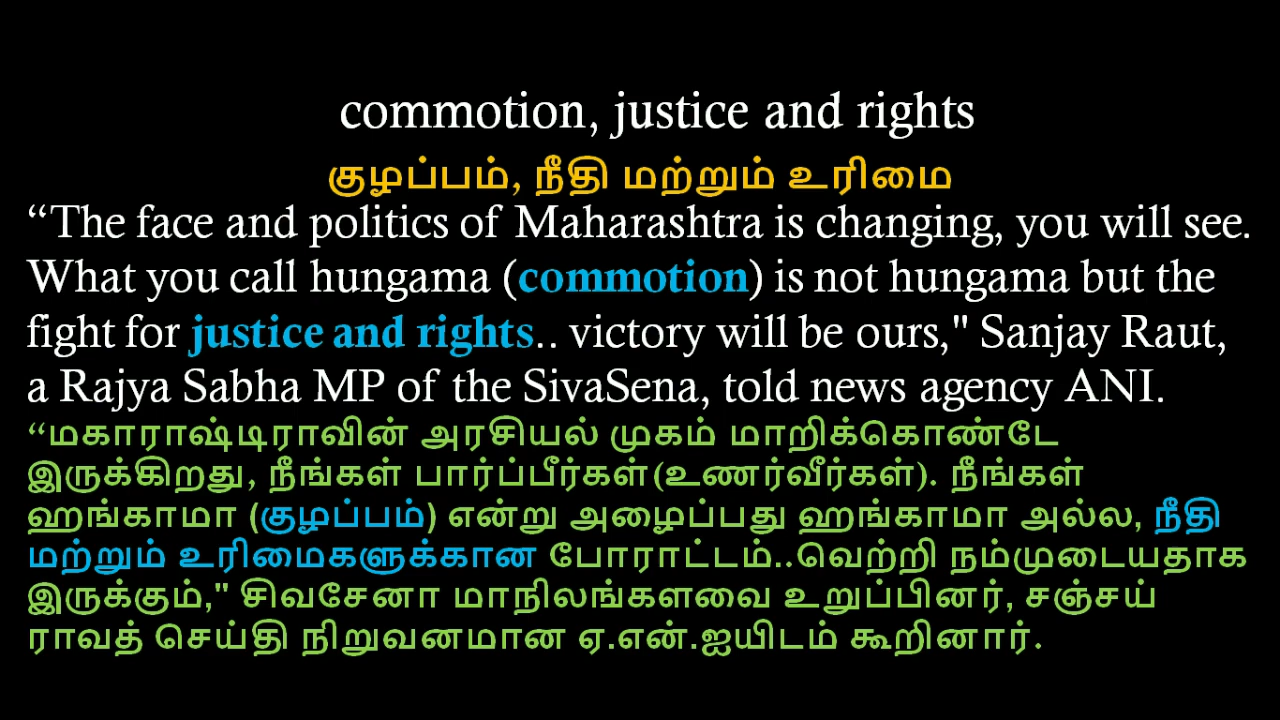 commotion, justice and rights
குழப்பம், நீதி மற்றும் உரிமை
“The face and politics of Maharashtra is changing, you will see.
What you call hungama (commotion) is not hungama but the
fight for justice and rights.. victory will be ours," Sanjay Raut,
a Rajya Sabha MP of the SivaSena, told news agency ANI.
“மகாராஷ்டிராவின் அரசியல் முகம் மாறிக்கொண்டே
இருக்கிறது, நீங்கள் பார்ப்பீர்கள்(உணர்வீர்கள்). நீங்கள்
ஹங்காமா (குழப்பம்) என்று அழைப்பது ஹங்காமா அல்ல, நீதி
மற்றும் உரிமைகளுக்கான போராட்டம்..வெற்றி நம்முடையதாக
இருக்கும்," சிவசேனா மாநிலங்களவை உறுப்பினர், சஞ்சய்
ராவத் செய்தி நிறுவனமான ஏ.என்.ஐயிடம் கூறினார்.